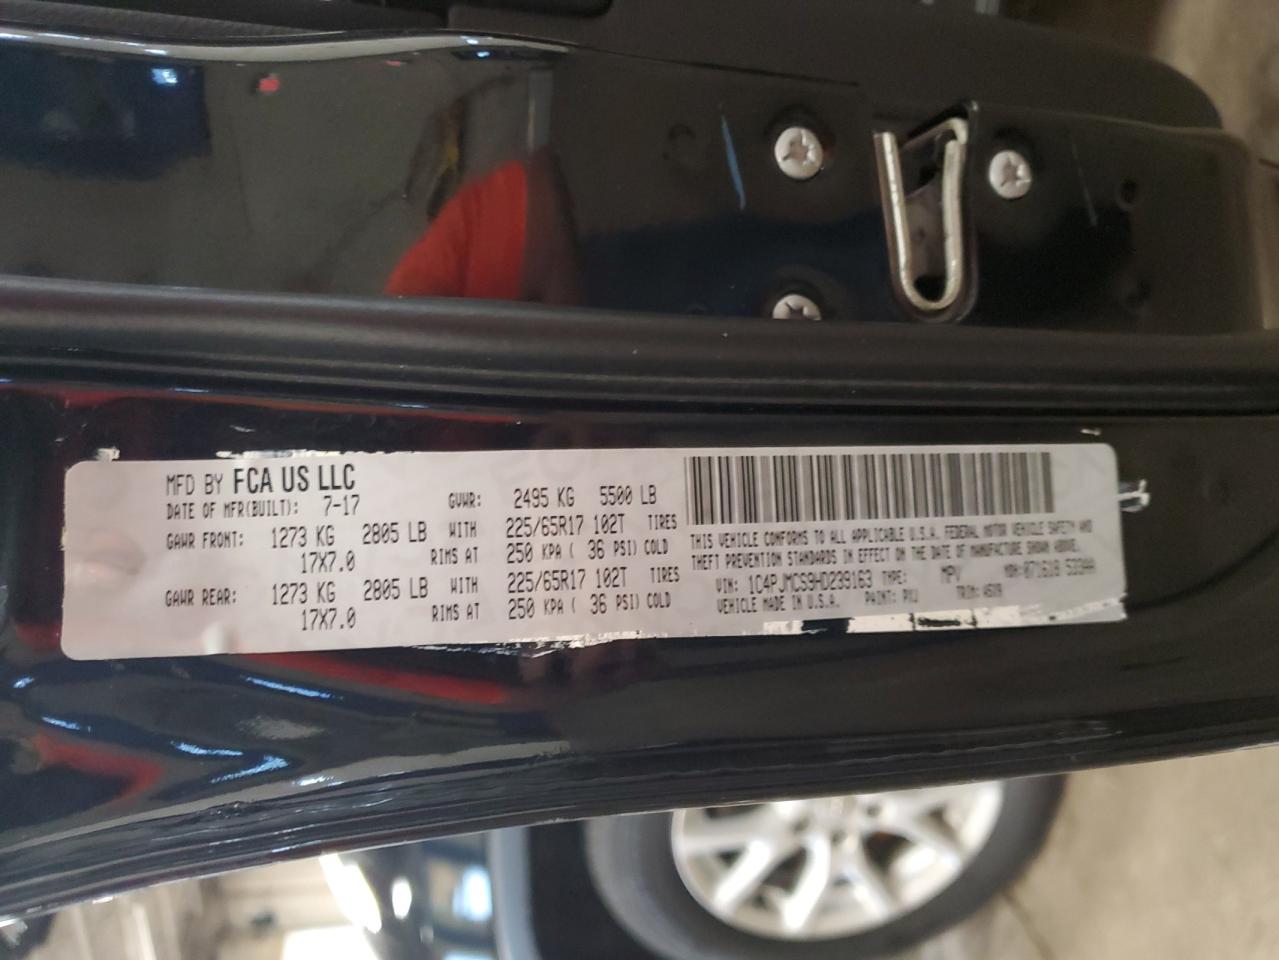 MFD BY FCA US LLC
DATE OF MFR(BUILT): 7-17 GVWR: 2495 KG 5500 LB
GAWR FRONT: 1273 KG 2805 LB WITH 225/65R17 102T TIRES
17X7.0 RIMS AT 250 KPA ( 36 PSI) COLD
GAWR REAR: 1273 KG 2805 LB WITH 225/65R17 102T TIRES
17X7.0 RIMS AT 250 KPA ( 36 PSI) COLD
THIS VEHICLE CONFORMS TO ALL APPLICABLE U.S.A. FEDERAL MOTOR VEHICLE SAFETY AND
THEFT PREVENTION STANDARDS IN EFFECT ON THE DATE OF MANUFACTURE SHOWN ABOVE.
VIN: 1C4PJMCS9HD239163 TYPE: MPV MDH:071618 533AA
VEHICLE MADE IN U.S.A. PAINT: PXJ TRIM: